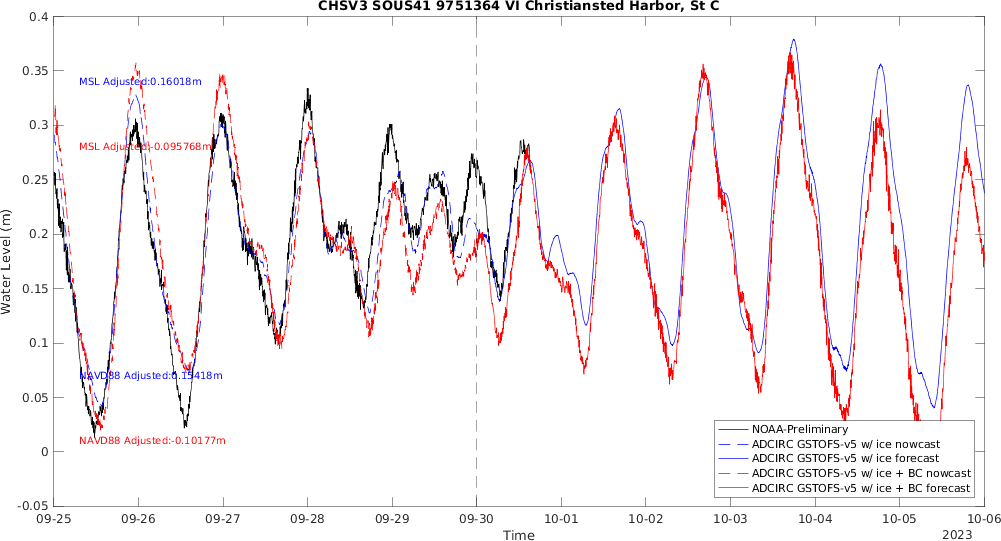 CHSV3 SOUS41 9751364 VI Christiansted Harbor, St C
0.4
0.35
0.3
0.25
0.2
0.15
0.1
0.05
0
-0.05
Water Level (m)
MSL Adjusted:0.16018m
MSL Adjusted:-0.095768m
NAVD88 Adjusted:0.15418m
NAVD88 Adjusted:-0.10177m
NOAA-Preliminary
ADCIRC GSTOFS-v5 w/ ice nowcast
ADCIRC GSTOFS-v5 w/ ice forecast
ADCIRC GSTOFS-v5 w/ ice + BC nowcast
ADCIRC GSTOFS-v5 w/ ice + BC forecast
09-25 09-26 09-27 09-28 09-29 09-30 10-01 10-02 10-03 10-04 10-05 10-06
Time
2023